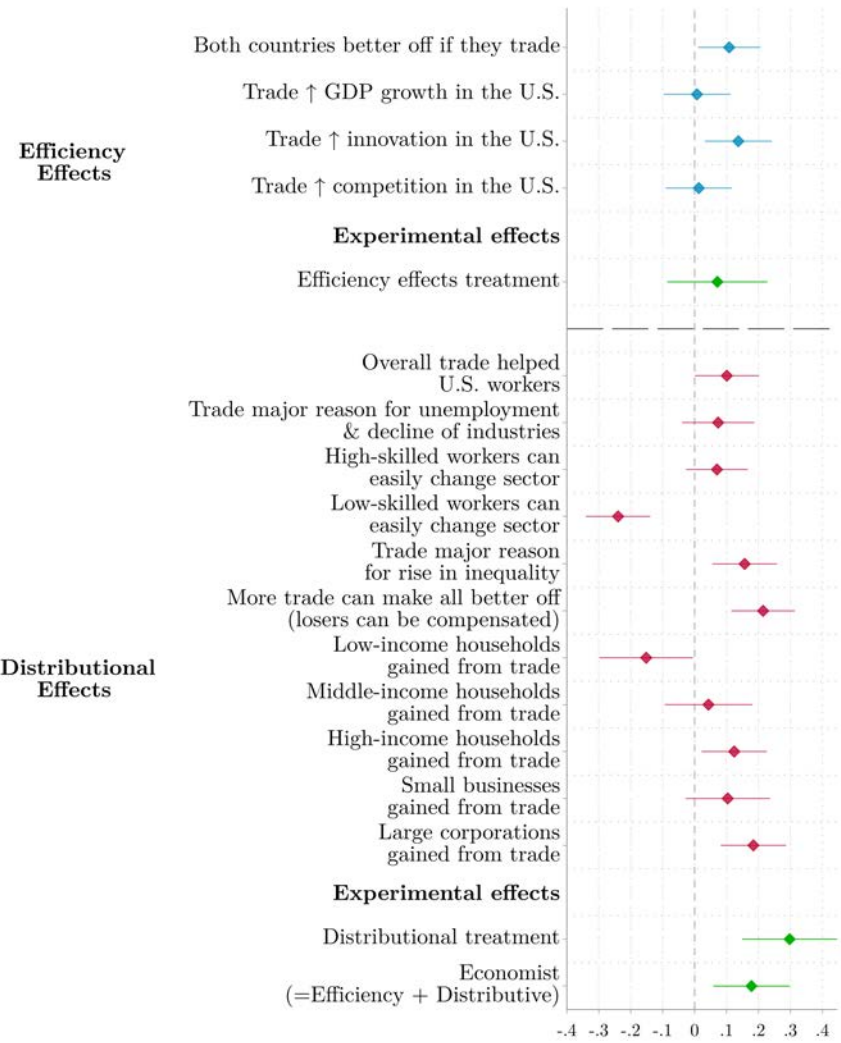 Both countries better off if they trade
Trade ↑ GDP growth in the U.S.
Trade ↑ innovation in the U.S.
Efficiency
Effects
Trade ↑ competition in the U.S.
Experimental effects
Efficiency effects treatment
Overall trade helped
U.S. workers
Trade major reason for unemployment
& decline of industries
High-skilled workers can
easily change sector
Low-skilled workers can
easily change sector
Trade major reason
for rise in inequality
More trade can make all better off
(losers can be compensated)
Low-income households
gained from trade
Distributional
Effects
Middle-income households
gained from trade
High-income households
gained from trade
Small businesses
gained from trade
Large corporations
gained from trade
Experimental effects
Distributional treatment
Economist
(=Efficiency + Distributive)
-.4 -.3 -.2 -.1 0 .1 .2 .3 .4